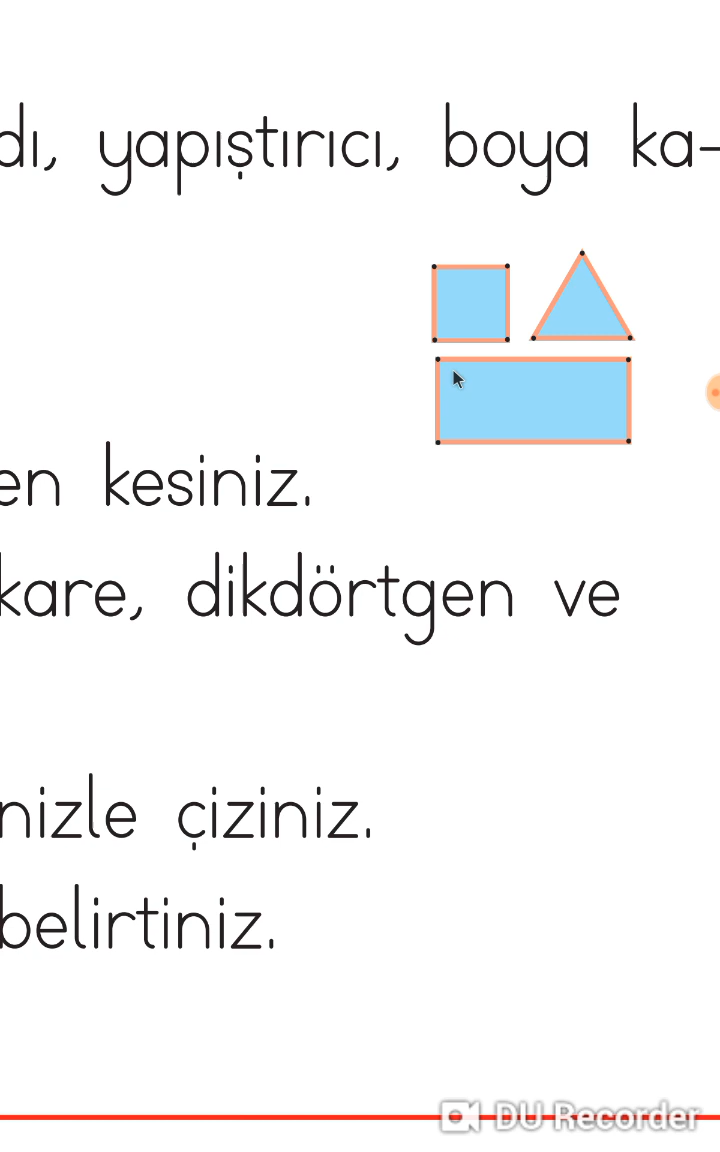 dı, yapıştırıcı, boya ka-
en kesiniz.
kare, dikdörtgen ve
nizle çiziniz.
belirtiniz.
DU Recorder